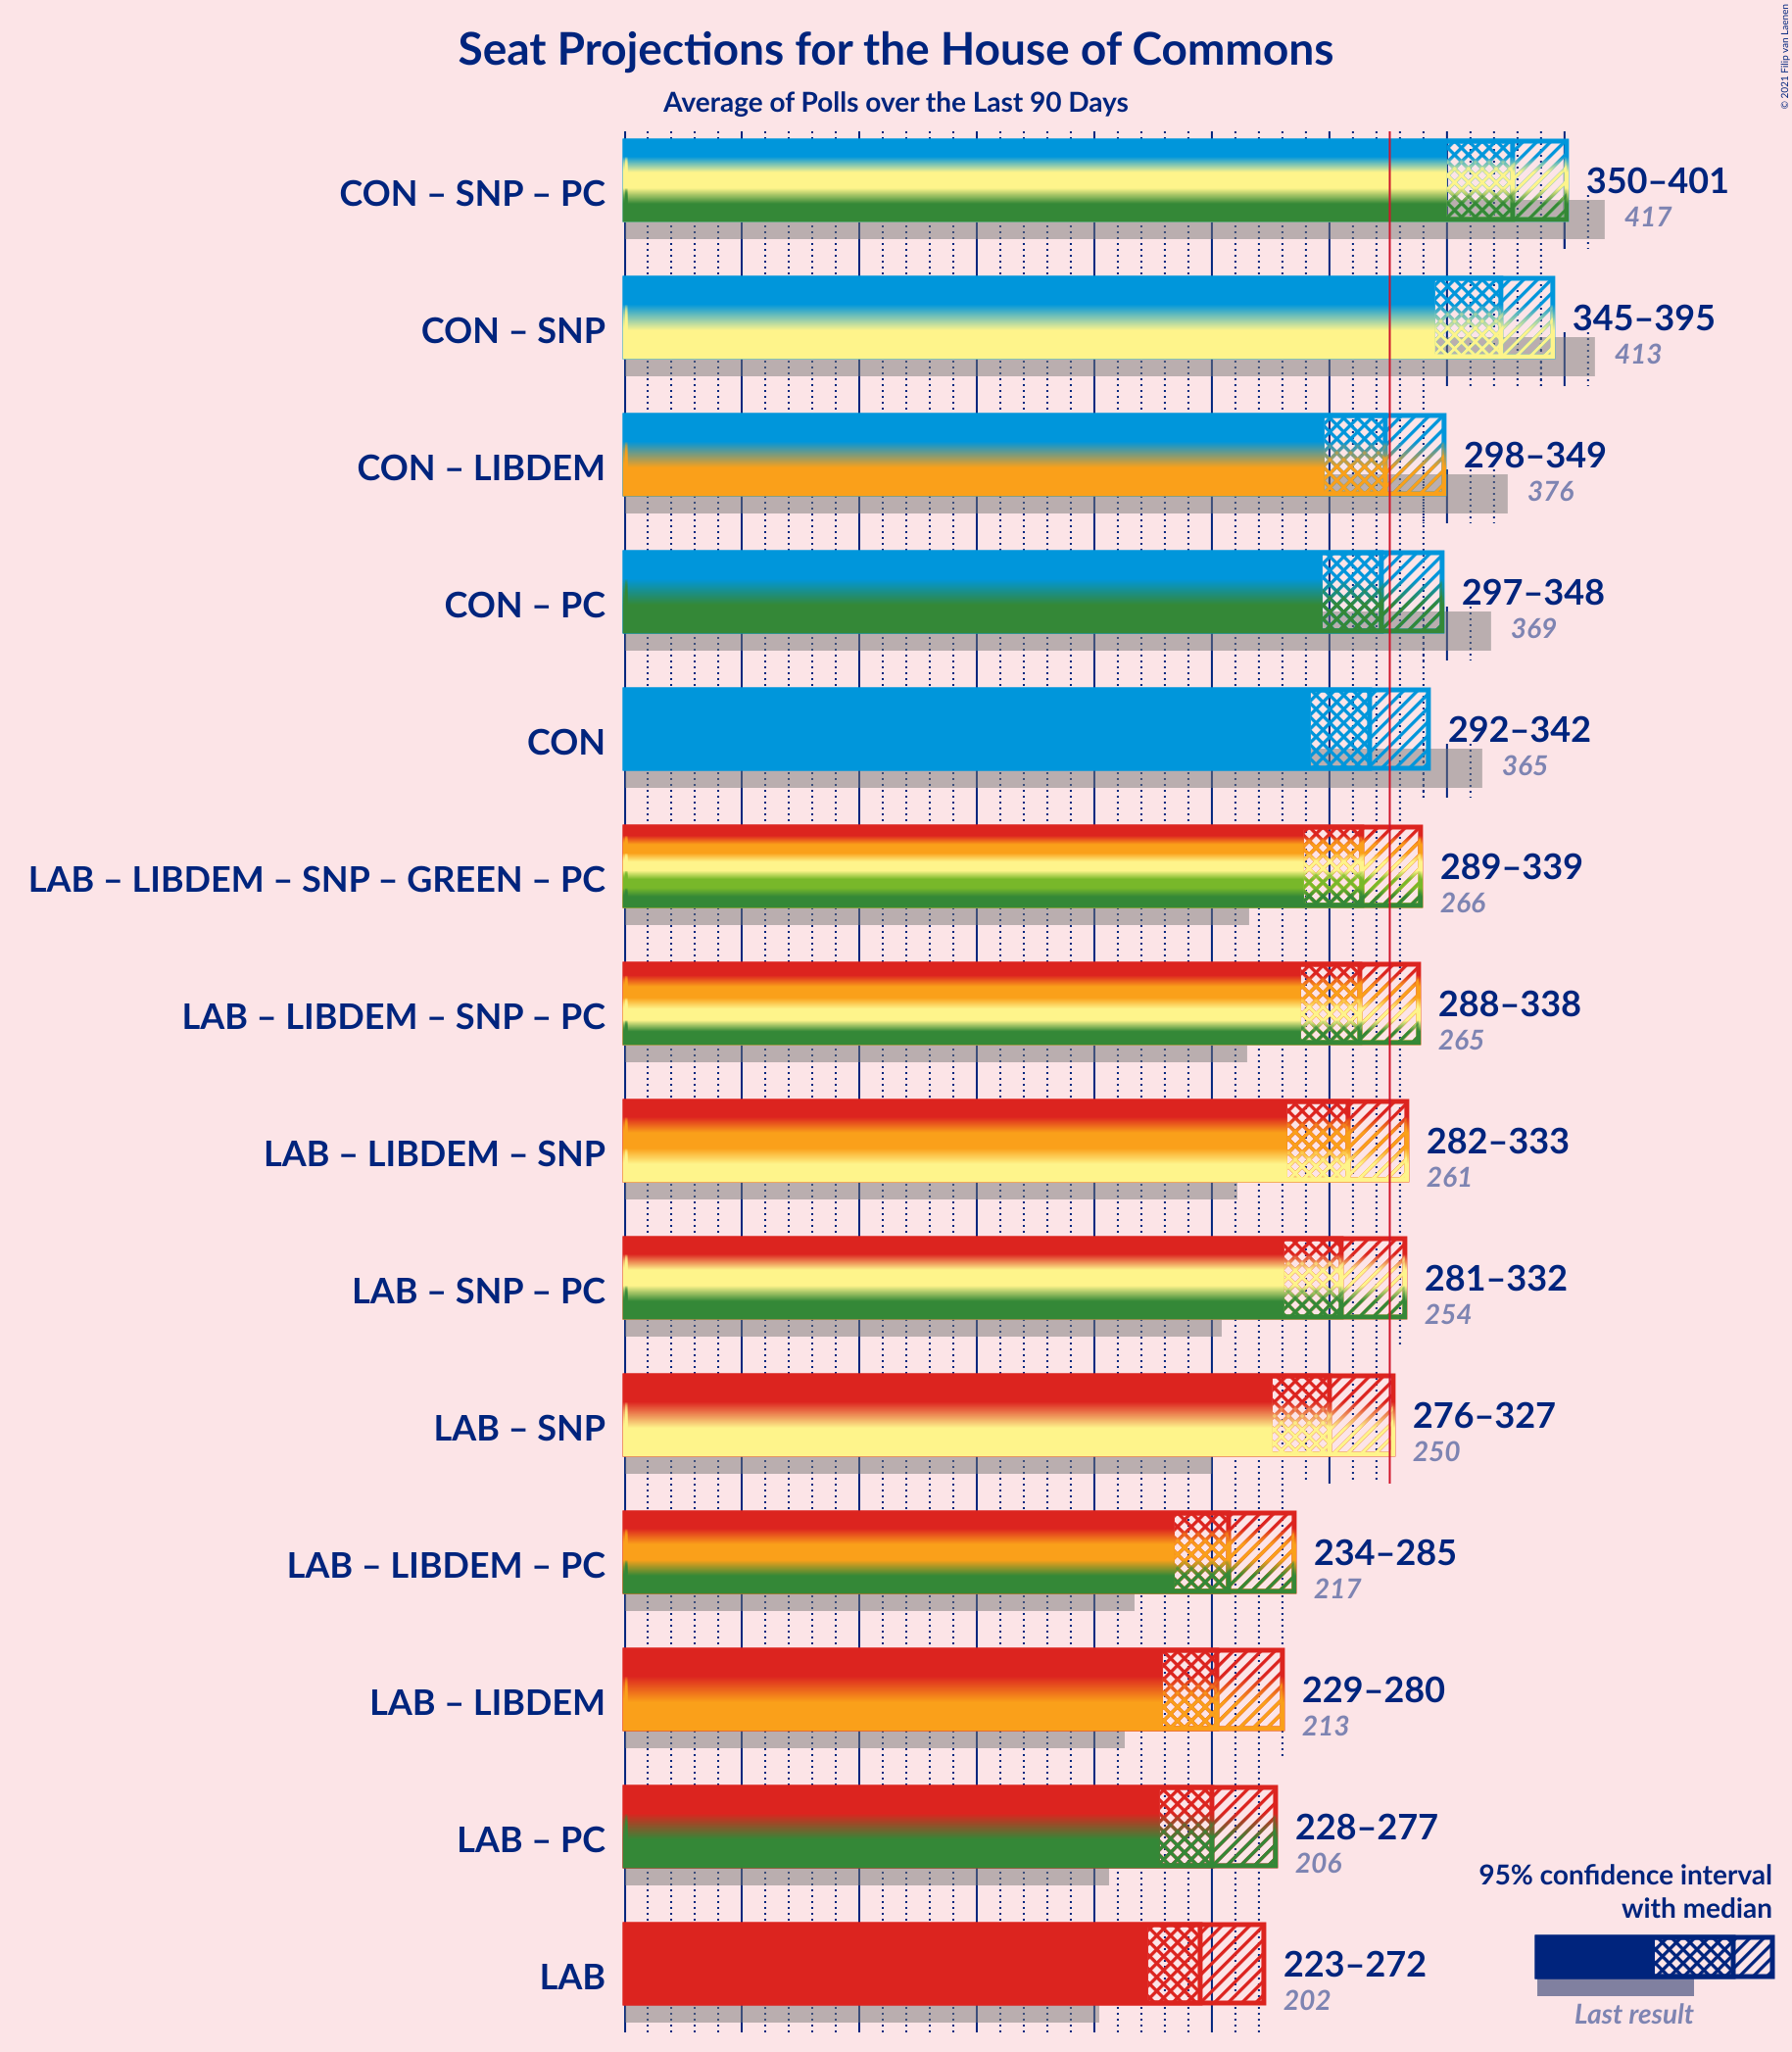 Seat Projections for the House of Commons
Average of Polls over the Last 90 Days
© 2021 Filip van Laenen
CON – SNP – PC
350–401
417
CON – SNP
345–395
413
CON – LIBDEM
298–349
376
CON – PC
297–348
369
CON
292–342
365
LAB – LIBDEM – SNP – GREEN – PC
289–339
266
LAB – LIBDEM – SNP – PC
288–338
265
LAB – LIBDEM – SNP
282–333
261
LAB – SNP – PC
281–332
254
LAB – SNP
276–327
250
LAB – LIBDEM – PC
234–285
217
LAB – LIBDEM
229–280
213
LAB – PC
228–277
206
LAB
223–272
202
95% confidence interval
with median
Last result